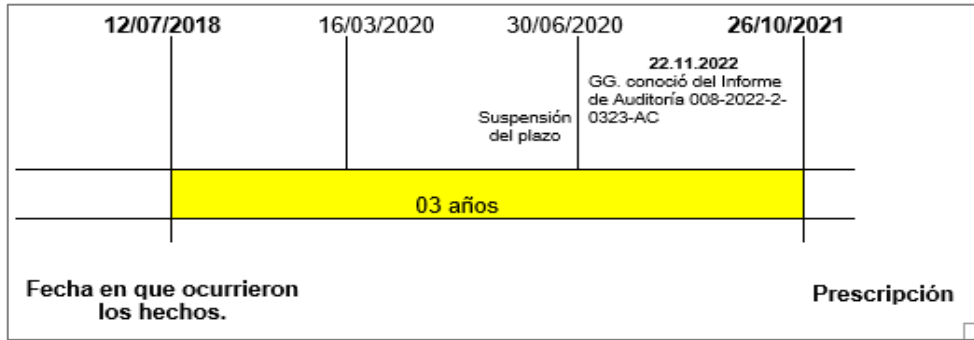 12/07/2018
16/03/2020
30/06/2020
26/10/2021
22.11.2022
GG. conoció del Informe
de Auditoría 008-2022-2-
0323-AC
Suspensión
del plazo
03 años
Fecha en que ocurrieron
los hechos.
Prescripción